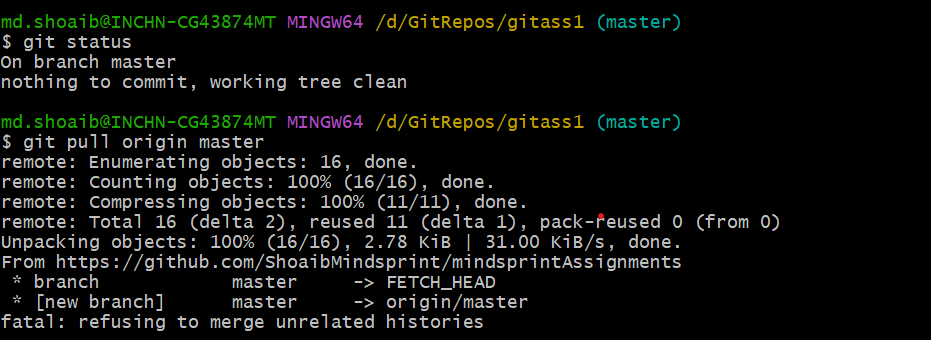 md.shoaib@INCHN-CG43874MT MINGW64 /d/GitRepos/gitass1 (master)
$ git status
On branch master
nothing to commit, working tree clean
md.shoaib@INCHN-CG43874MT MINGW64 /d/GitRepos/gitass1 (master)
$ git pull origin master
remote: Enumerating objects: 16, done.
remote: Counting objects: 100% (16/16), done.
remote: Compressing objects: 100% (11/11), done.
remote: Total 16 (delta 2), reused 11 (delta 1), pack-reused 0 (from 0)
Unpacking objects: 100% (16/16), 2.78 KiB | 31.00 KiB/s, done.
From https://github.com/ShoaibMindsprint/mindsprintAssignments
 * branch            master     -> FETCH_HEAD
 * [new branch]      master     -> origin/master
fatal: refusing to merge unrelated histories